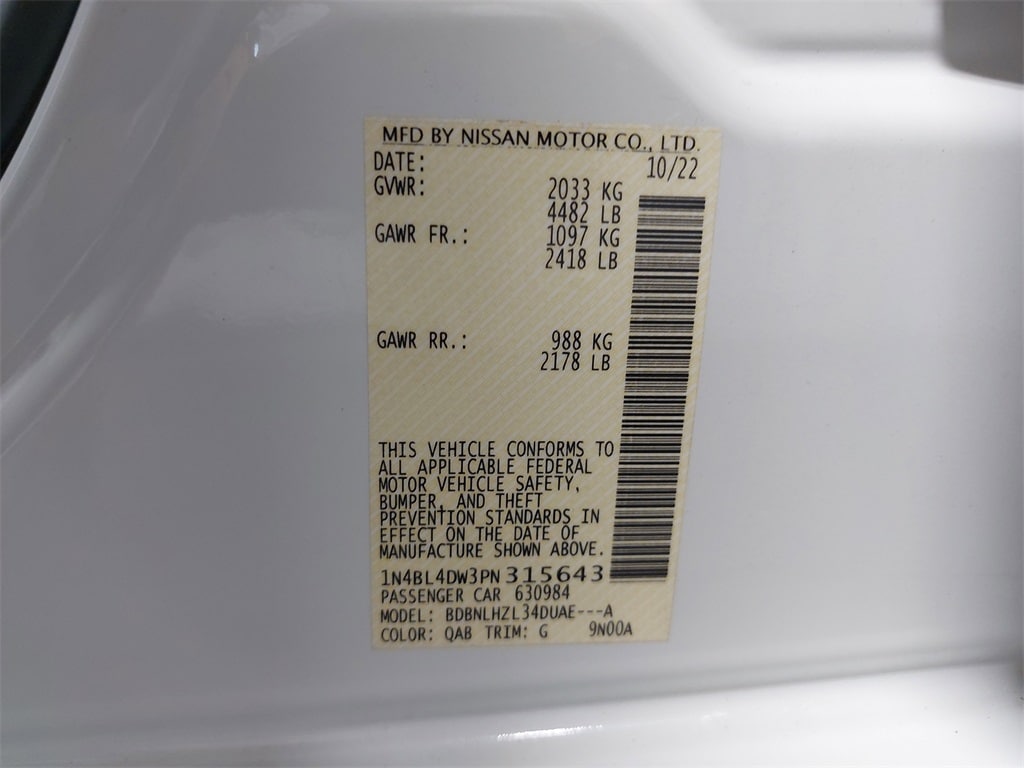 MFD BY NISSAN MOTOR CO., LTD.
DATE: 10/22
GVWR: 2033 KG
4482 LB
GAWR FR.: 1097 KG
2418 LB
GAWR RR.: 988 KG
2178 LB
THIS VEHICLE CONFORMS TO
ALL APPLICABLE FEDERAL
MOTOR VEHICLE SAFETY,
BUMPER, AND THEFT
PREVENTION STANDARDS IN
EFFECT ON THE DATE OF
MANUFACTURE SHOWN ABOVE.
1N4BL4DW3PN315643
PASSENGER CAR 630984
MODEL: BDBNLHZL34DUAE---A
COLOR: QAB TRIM: G 9N00A